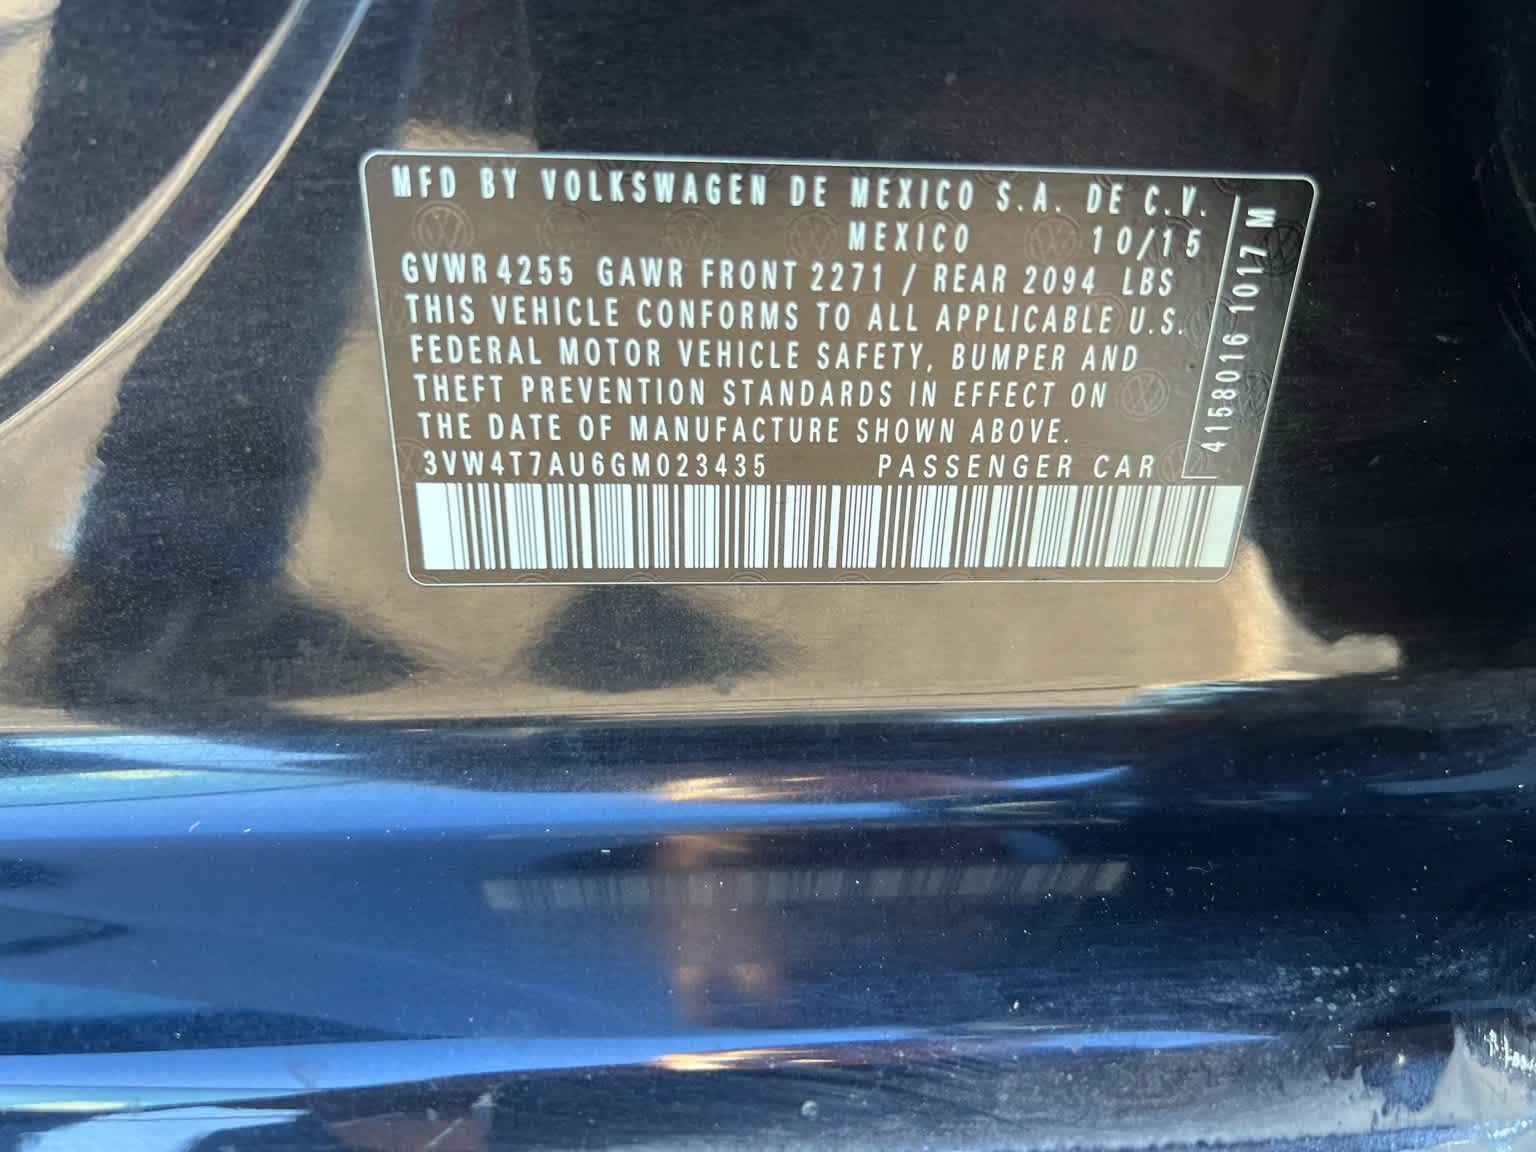 MFD BY VOLKSWAGEN DE MEXICO S.A. DE C.V.
MEXICO 10/15
GVWR 4255 GAWR FRONT 2271 / REAR 2094 LBS
THIS VEHICLE CONFORMS TO ALL APPLICABLE U.S.
FEDERAL MOTOR VEHICLE SAFETY, BUMPER AND
THEFT PREVENTION STANDARDS IN EFFECT ON
THE DATE OF MANUFACTURE SHOWN ABOVE.
3VW4T7AU6GM023435 PASSENGER CAR
4158016 1017 M